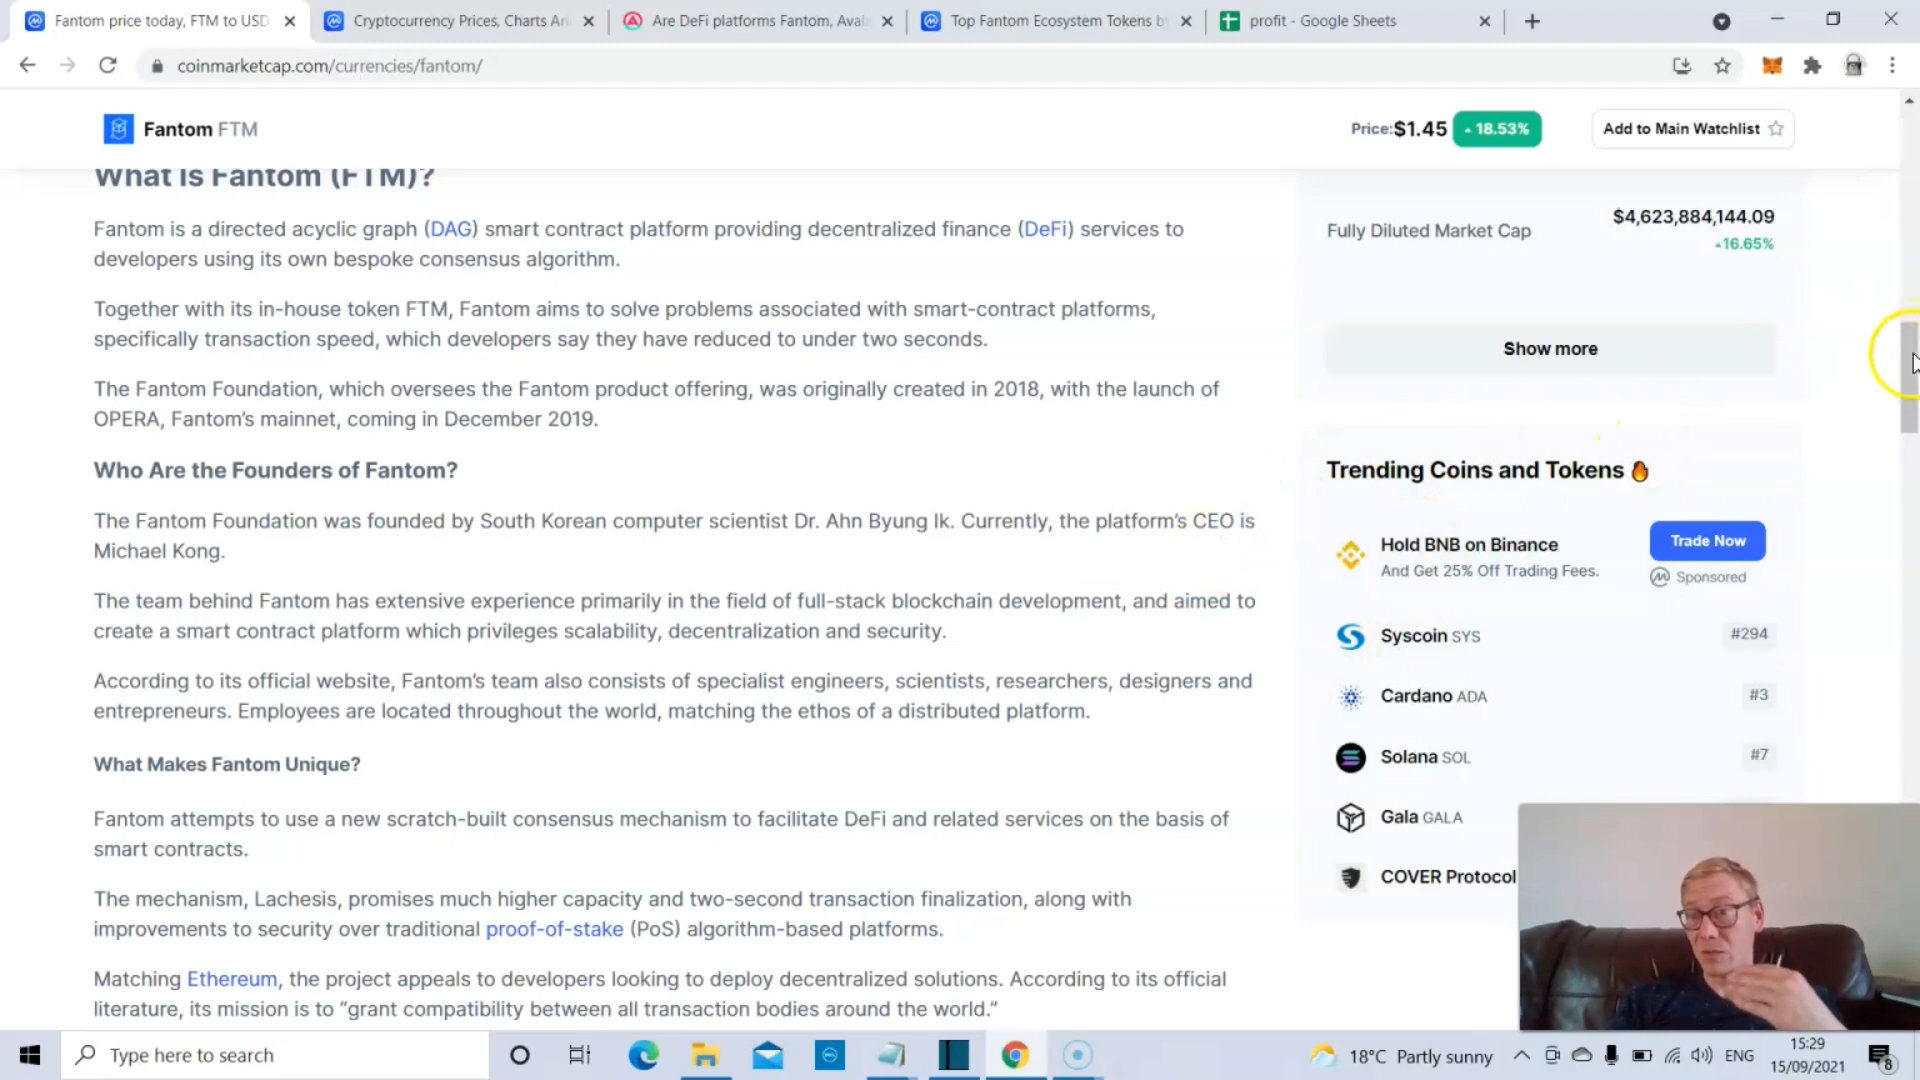 Fantom price today, FTM to USD
Cryptocurrency Prices, Charts An
Are DeFi platforms Fantom, Aval
Top Fantom Ecosystem Tokens b
profit - Google Sheets
coinmarketcap.com/currencies/fantom/
Fantom FTM
Price:$1.45
18.53%
Add to Main Watchlist
What Is Fantom (FTM)?
Fantom is a directed acyclic graph (DAG) smart contract platform providing decentralized finance (DeFi) services to
developers using its own bespoke consensus algorithm.
Together with its in-house token FTM, Fantom aims to solve problems associated with smart-contract platforms,
specifically transaction speed, which developers say they have reduced to under two seconds.
The Fantom Foundation, which oversees the Fantom product offering, was originally created in 2018, with the launch of
OPERA, Fantom's mainnet, coming in December 2019.
Who Are the Founders of Fantom?
The Fantom Foundation was founded by South Korean computer scientist Dr. Ahn Byung Ik. Currently, the platform's CEO is
Michael Kong.
The team behind Fantom has extensive experience primarily in the field of full-stack blockchain development, and aimed to
create a smart contract platform which privileges scalability, decentralization and security.
According to its official website, Fantom's team also consists of specialist engineers, scientists, researchers, designers and
entrepreneurs. Employees are located throughout the world, matching the ethos of a distributed platform.
What Makes Fantom Unique?
Fantom attempts to use a new scratch-built consensus mechanism to facilitate DeFi and related services on the basis of
smart contracts.
The mechanism, Lachesis, promises much higher capacity and two-second transaction finalization, along with
improvements to security over traditional proof-of-stake (PoS) algorithm-based platforms.
Matching Ethereum, the project appeals to developers looking to deploy decentralized solutions. According to its official
literature, its mission is to “grant compatibility between all transaction bodies around the world.”
Fully Diluted Market Cap
$4,623,884,144.09
16.65%
Show more
Trending Coins and Tokens
Hold BNB on Binance
And Get 25% Off Trading Fees.
Trade Now
Sponsored
Syscoin SYS
#294
Cardano ADA
#3
Solana SOL
#7
Gala GALA
COVER Protocol
Type here to search
18°C Partly sunny
ENG
15:29
15/09/2021
8